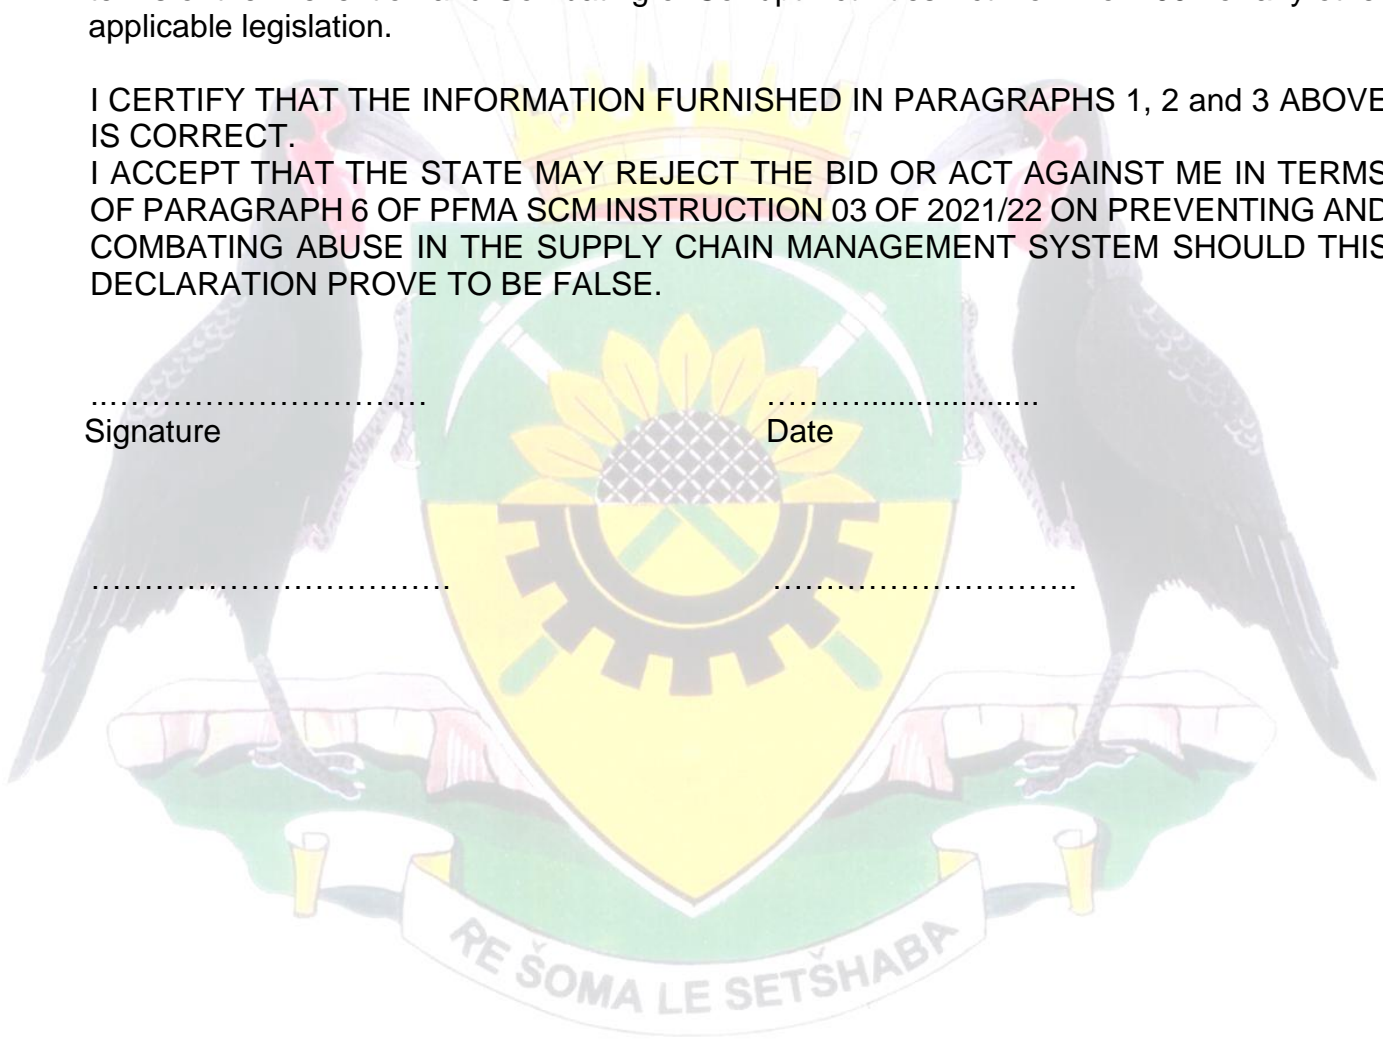 applicable legislation.
I CERTIFY THAT THE INFORMATION FURNISHED IN PARAGRAPHS 1, 2 and 3 ABOVE
IS CORRECT.
I ACCEPT THAT THE STATE MAY REJECT THE BID OR ACT AGAINST ME IN TERMS
OF PARAGRAPH 6 OF PFMA SCM INSTRUCTION 03 OF 2021/22 ON PREVENTING AND
COMBATING ABUSE IN THE SUPPLY CHAIN MANAGEMENT SYSTEM SHOULD THIS
DECLARATION PROVE TO BE FALSE.
Signature Date
RE ŠOMA LE SETŠHABA